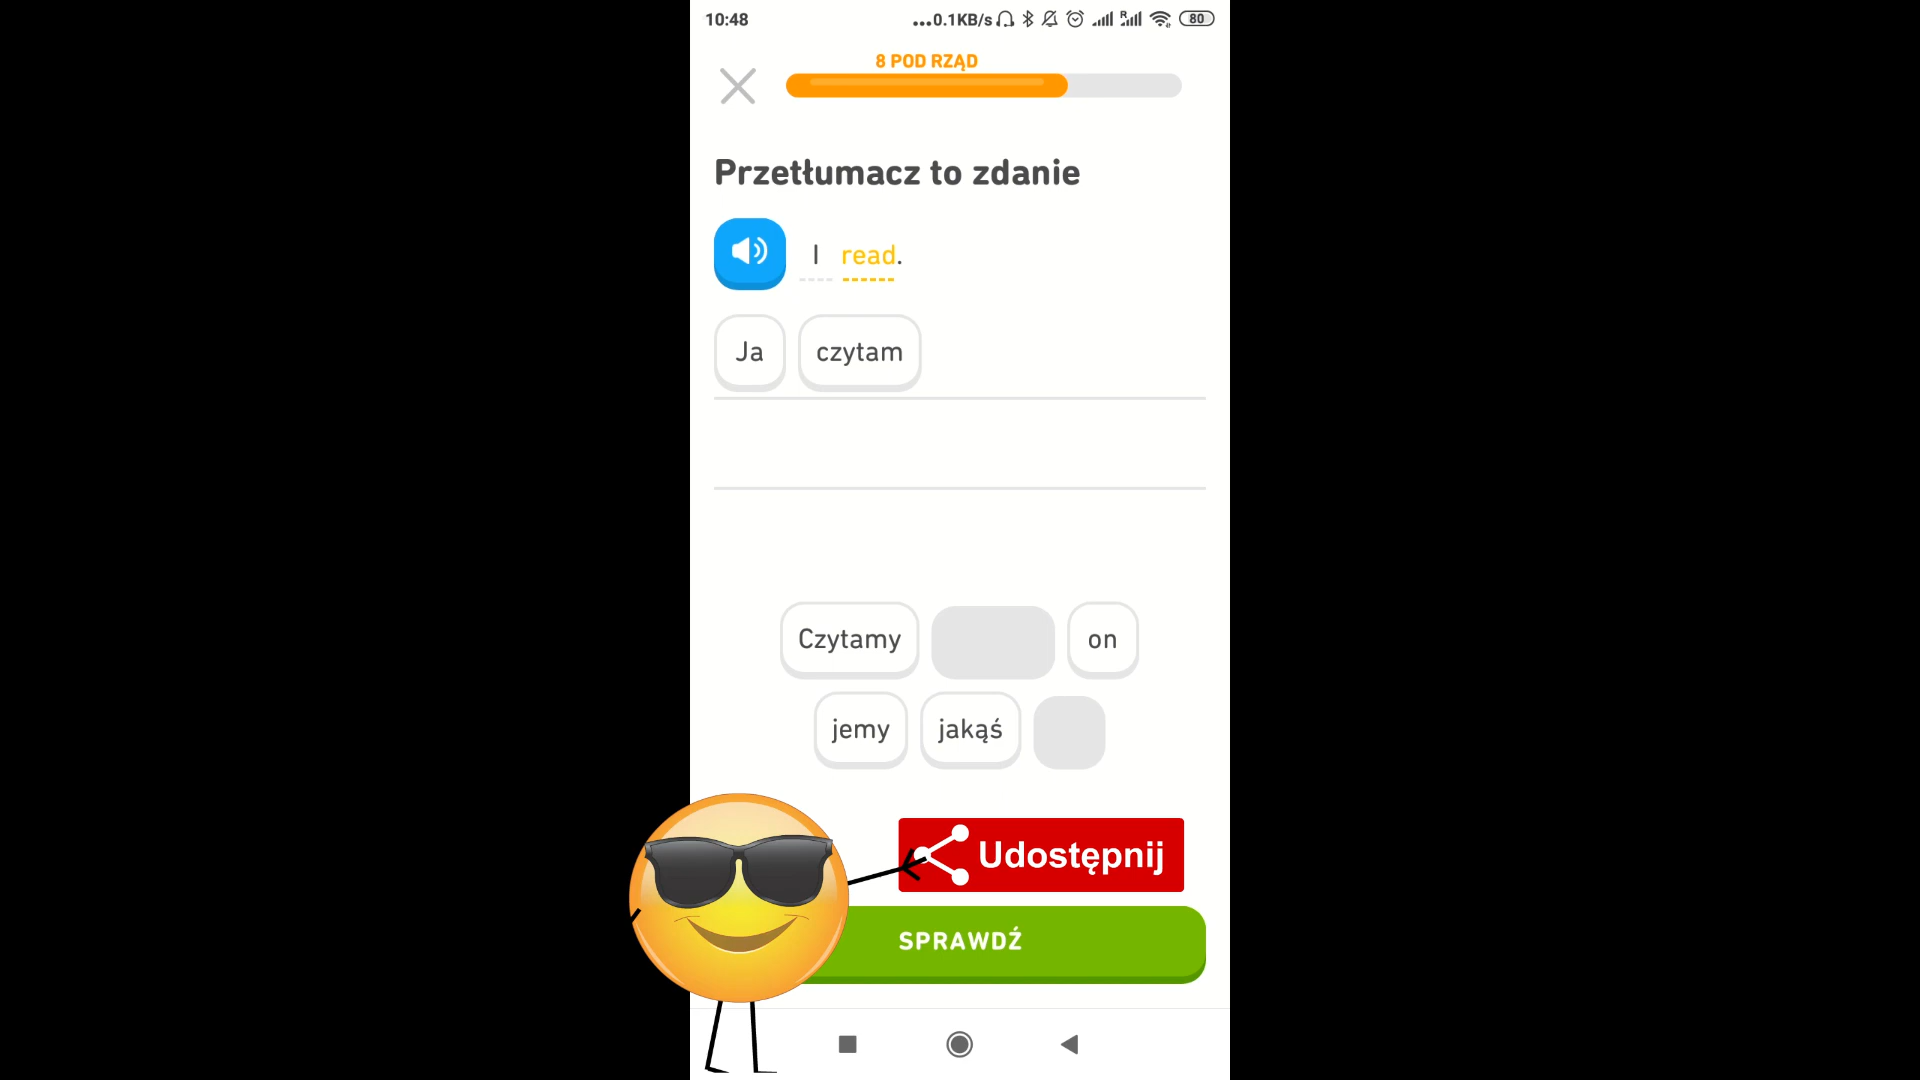 10:48 ...0.1KB/s R 80
8 POD RZĄD
Przetłumacz to zdanie
I read.
Ja czytam
Czytamy on
jemy jakąś
Udostępnij
SPRAWDŹ